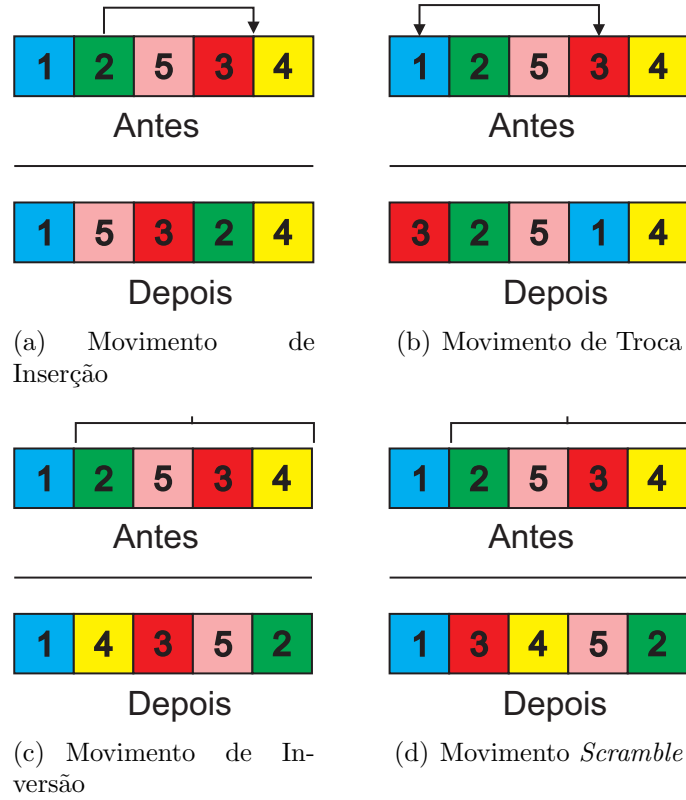 1 2 5 3 4
Antes
1 5 3 2 4
Depois
(a) Movimento de
Inserção
1 2 5 3 4
Antes
3 2 5 1 4
Depois
(b) Movimento de Troca
1 2 5 3 4
Antes
1 4 3 5 2
Depois
(c) Movimento de In-
versão
1 2 5 3 4
Antes
1 3 4 5 2
Depois
(d) Movimento Scramble